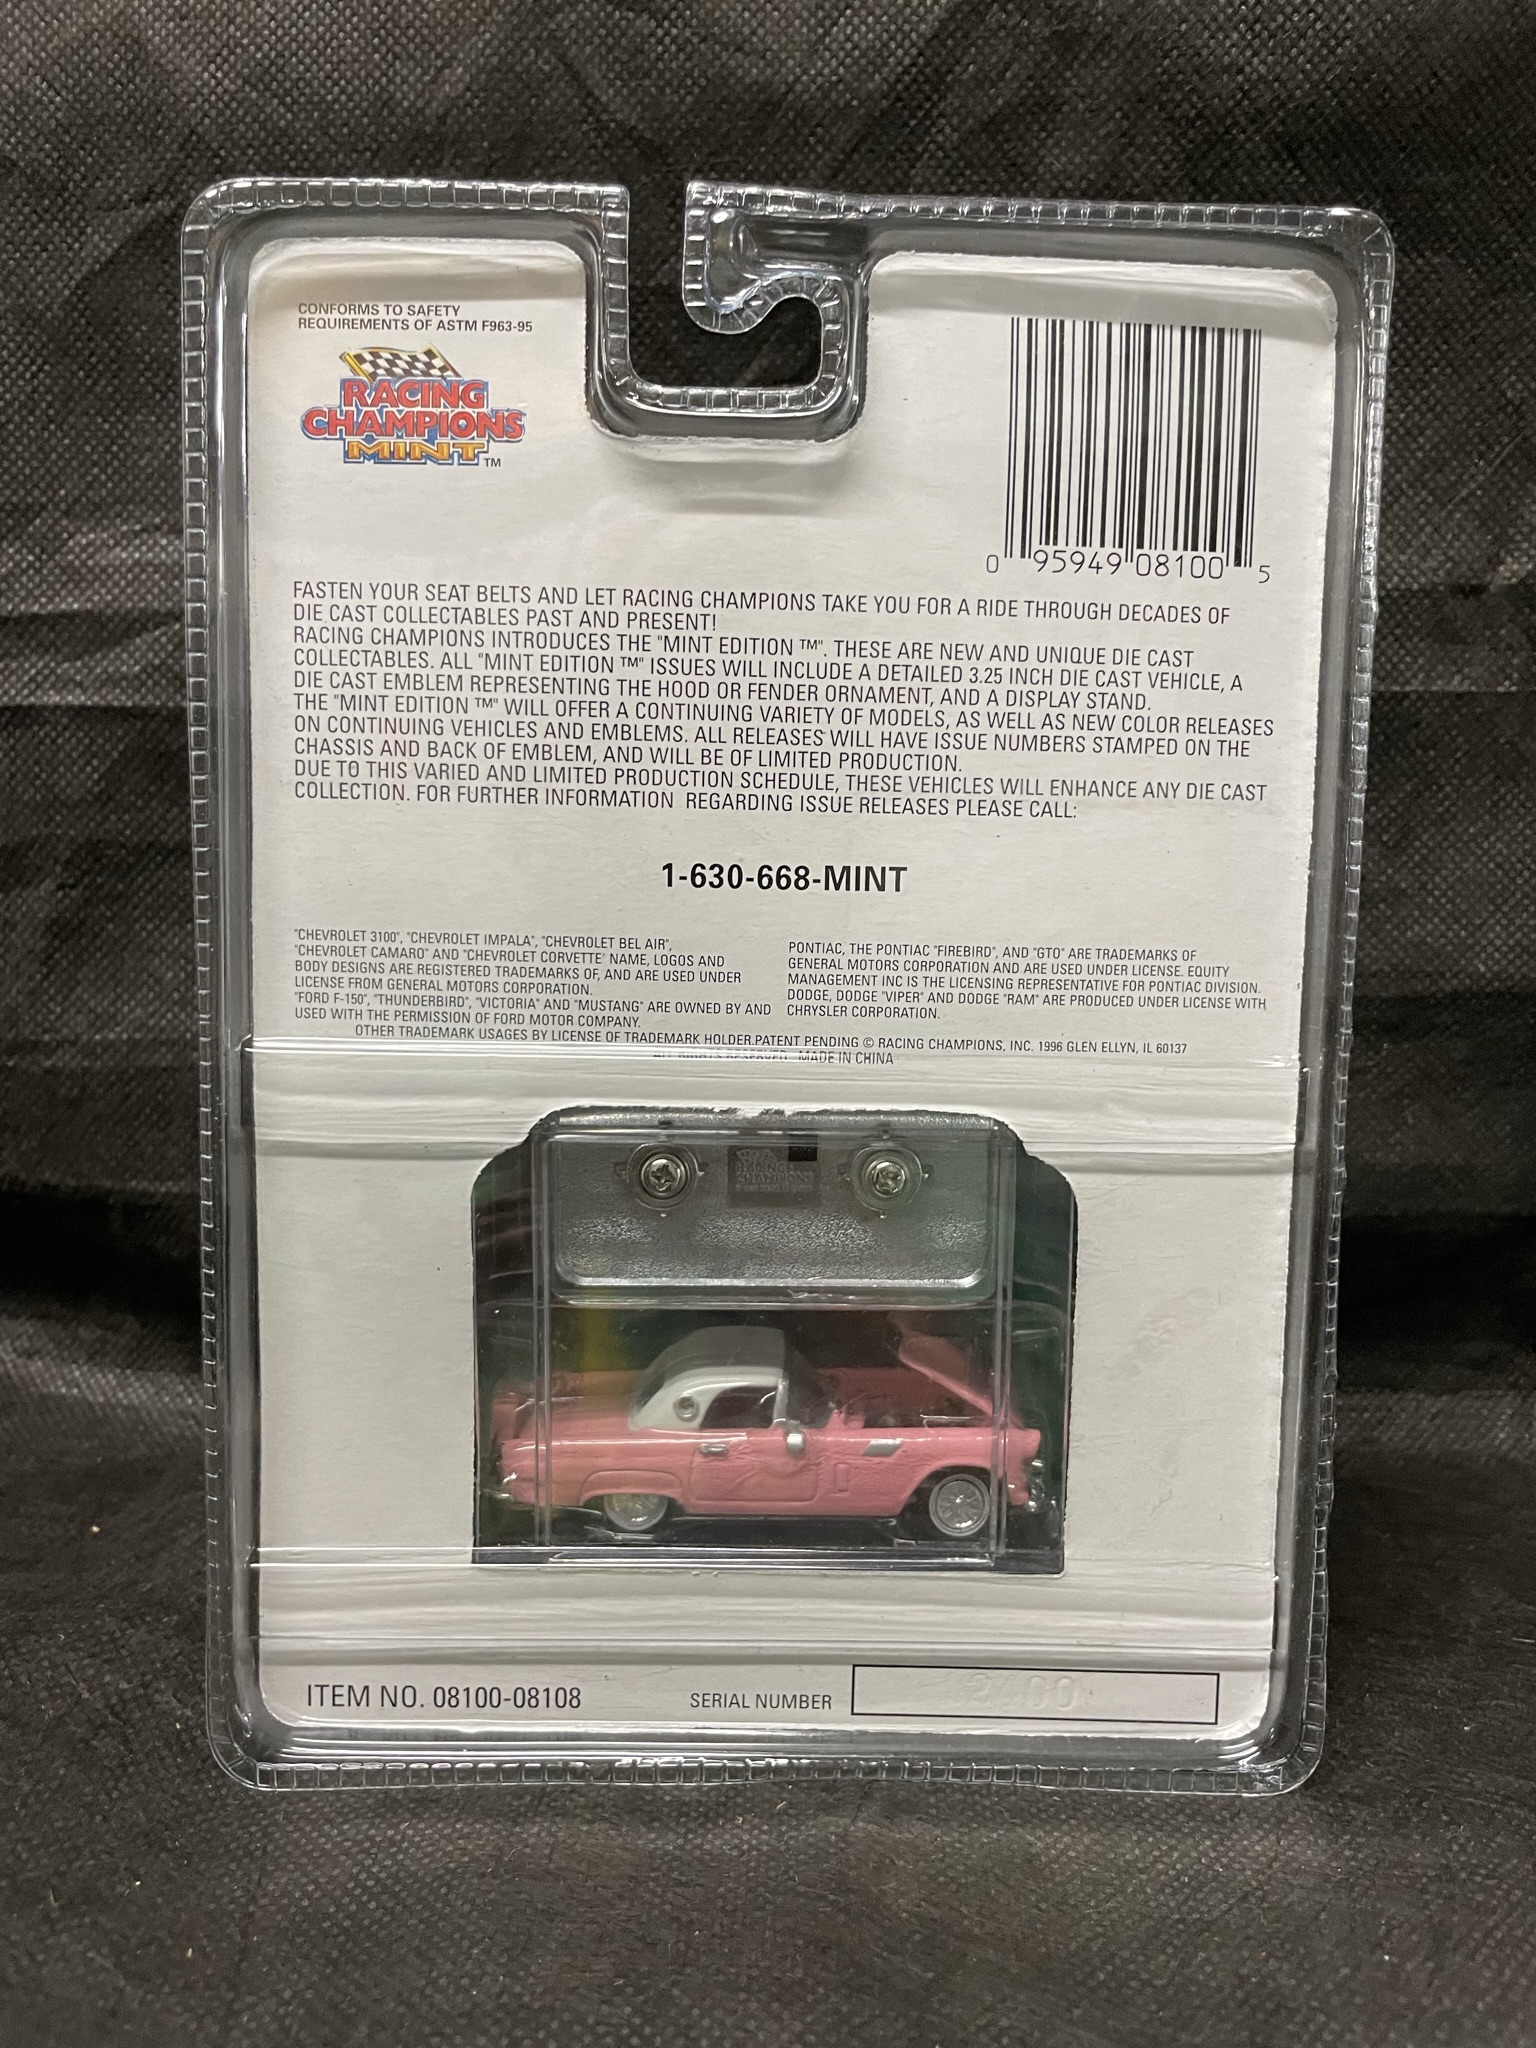 CONFORMS TO SAFETY
REQUIREMENTS OF ASTM F963-95
RACING
CHAMPIONS
MINT™
0 95949 08100 5
FASTEN YOUR SEAT BELTS AND LET RACING CHAMPIONS TAKE YOU FOR A RIDE THROUGH DECADES OF
DIE CAST COLLECTABLES PAST AND PRESENT!
RACING CHAMPIONS INTRODUCES THE "MINT EDITION ™". THESE ARE NEW AND UNIQUE DIE CAST
COLLECTABLES. ALL "MINT EDITION ™" ISSUES WILL INCLUDE A DETAILED 3.25 INCH DIE CAST VEHICLE, A
DIE CAST EMBLEM REPRESENTING THE HOOD OR FENDER ORNAMENT, AND A DISPLAY STAND.
THE "MINT EDITION ™" WILL OFFER A CONTINUING VARIETY OF MODELS, AS WELL AS NEW COLOR RELEASES
ON CONTINUING VEHICLES AND EMBLEMS. ALL RELEASES WILL HAVE ISSUE NUMBERS STAMPED ON THE
CHASSIS AND BACK OF EMBLEM, AND WILL BE OF LIMITED PRODUCTION.
DUE TO THIS VARIED AND LIMITED PRODUCTION SCHEDULE, THESE VEHICLES WILL ENHANCE ANY DIE CAST
COLLECTION. FOR FURTHER INFORMATION REGARDING ISSUE RELEASES PLEASE CALL:
1-630-668-MINT
"CHEVROLET 3100", "CHEVROLET IMPALA", "CHEVROLET BEL AIR",
"CHEVROLET CAMARO" AND "CHEVROLET CORVETTE" NAME, LOGOS AND
BODY DESIGNS ARE REGISTERED TRADEMARKS OF, AND ARE USED UNDER
LICENSE FROM GENERAL MOTORS CORPORATION.
"FORD F-150", "THUNDERBIRD", "VICTORIA" AND "MUSTANG" ARE OWNED BY AND
USED WITH THE PERMISSION OF FORD MOTOR COMPANY.
PONTIAC, THE PONTIAC "FIREBIRD", AND "GTO" ARE TRADEMARKS OF
GENERAL MOTORS CORPORATION AND ARE USED UNDER LICENSE. EQUITY
MANAGEMENT INC IS THE LICENSING REPRESENTATIVE FOR PONTIAC DIVISION.
DODGE, DODGE "VIPER" AND DODGE "RAM" ARE PRODUCED UNDER LICENSE WITH
CHRYSLER CORPORATION.
OTHER TRADEMARK USAGES BY LICENSE OF TRADEMARK HOLDER.PATENT PENDING © RACING CHAMPIONS, INC. 1996 GLEN ELLYN, IL 60137
ALL RIGHTS RESERVED. MADE IN CHINA
RACING
CHAMPIONS
ITEM NO. 08100-08108
SERIAL NUMBER